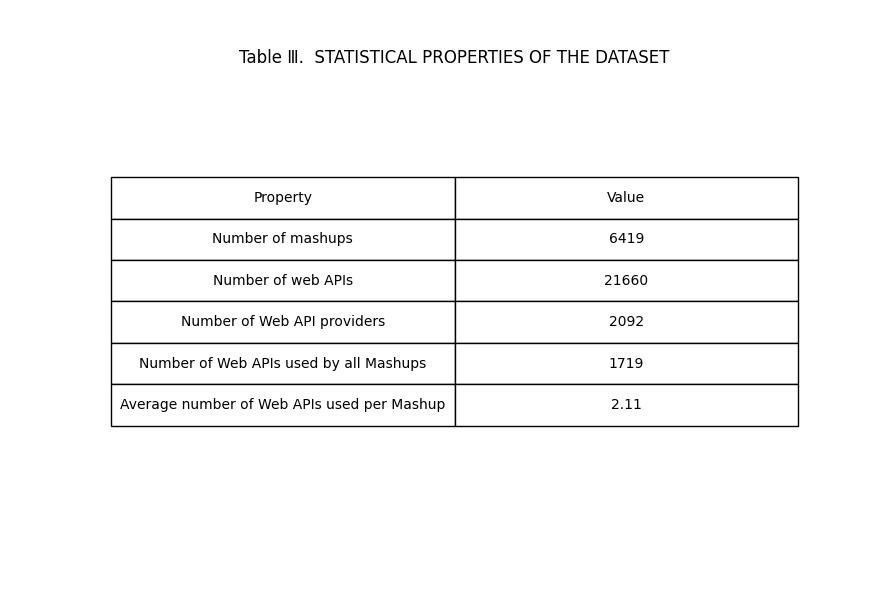 Table Ⅲ.  STATISTICAL PROPERTIES OF THE DATASET
Property Value
Number of mashups 6419
Number of web APIs 21660
Number of Web API providers 2092
Number of Web APIs used by all Mashups 1719
Average number of Web APIs used per Mashup 2.11